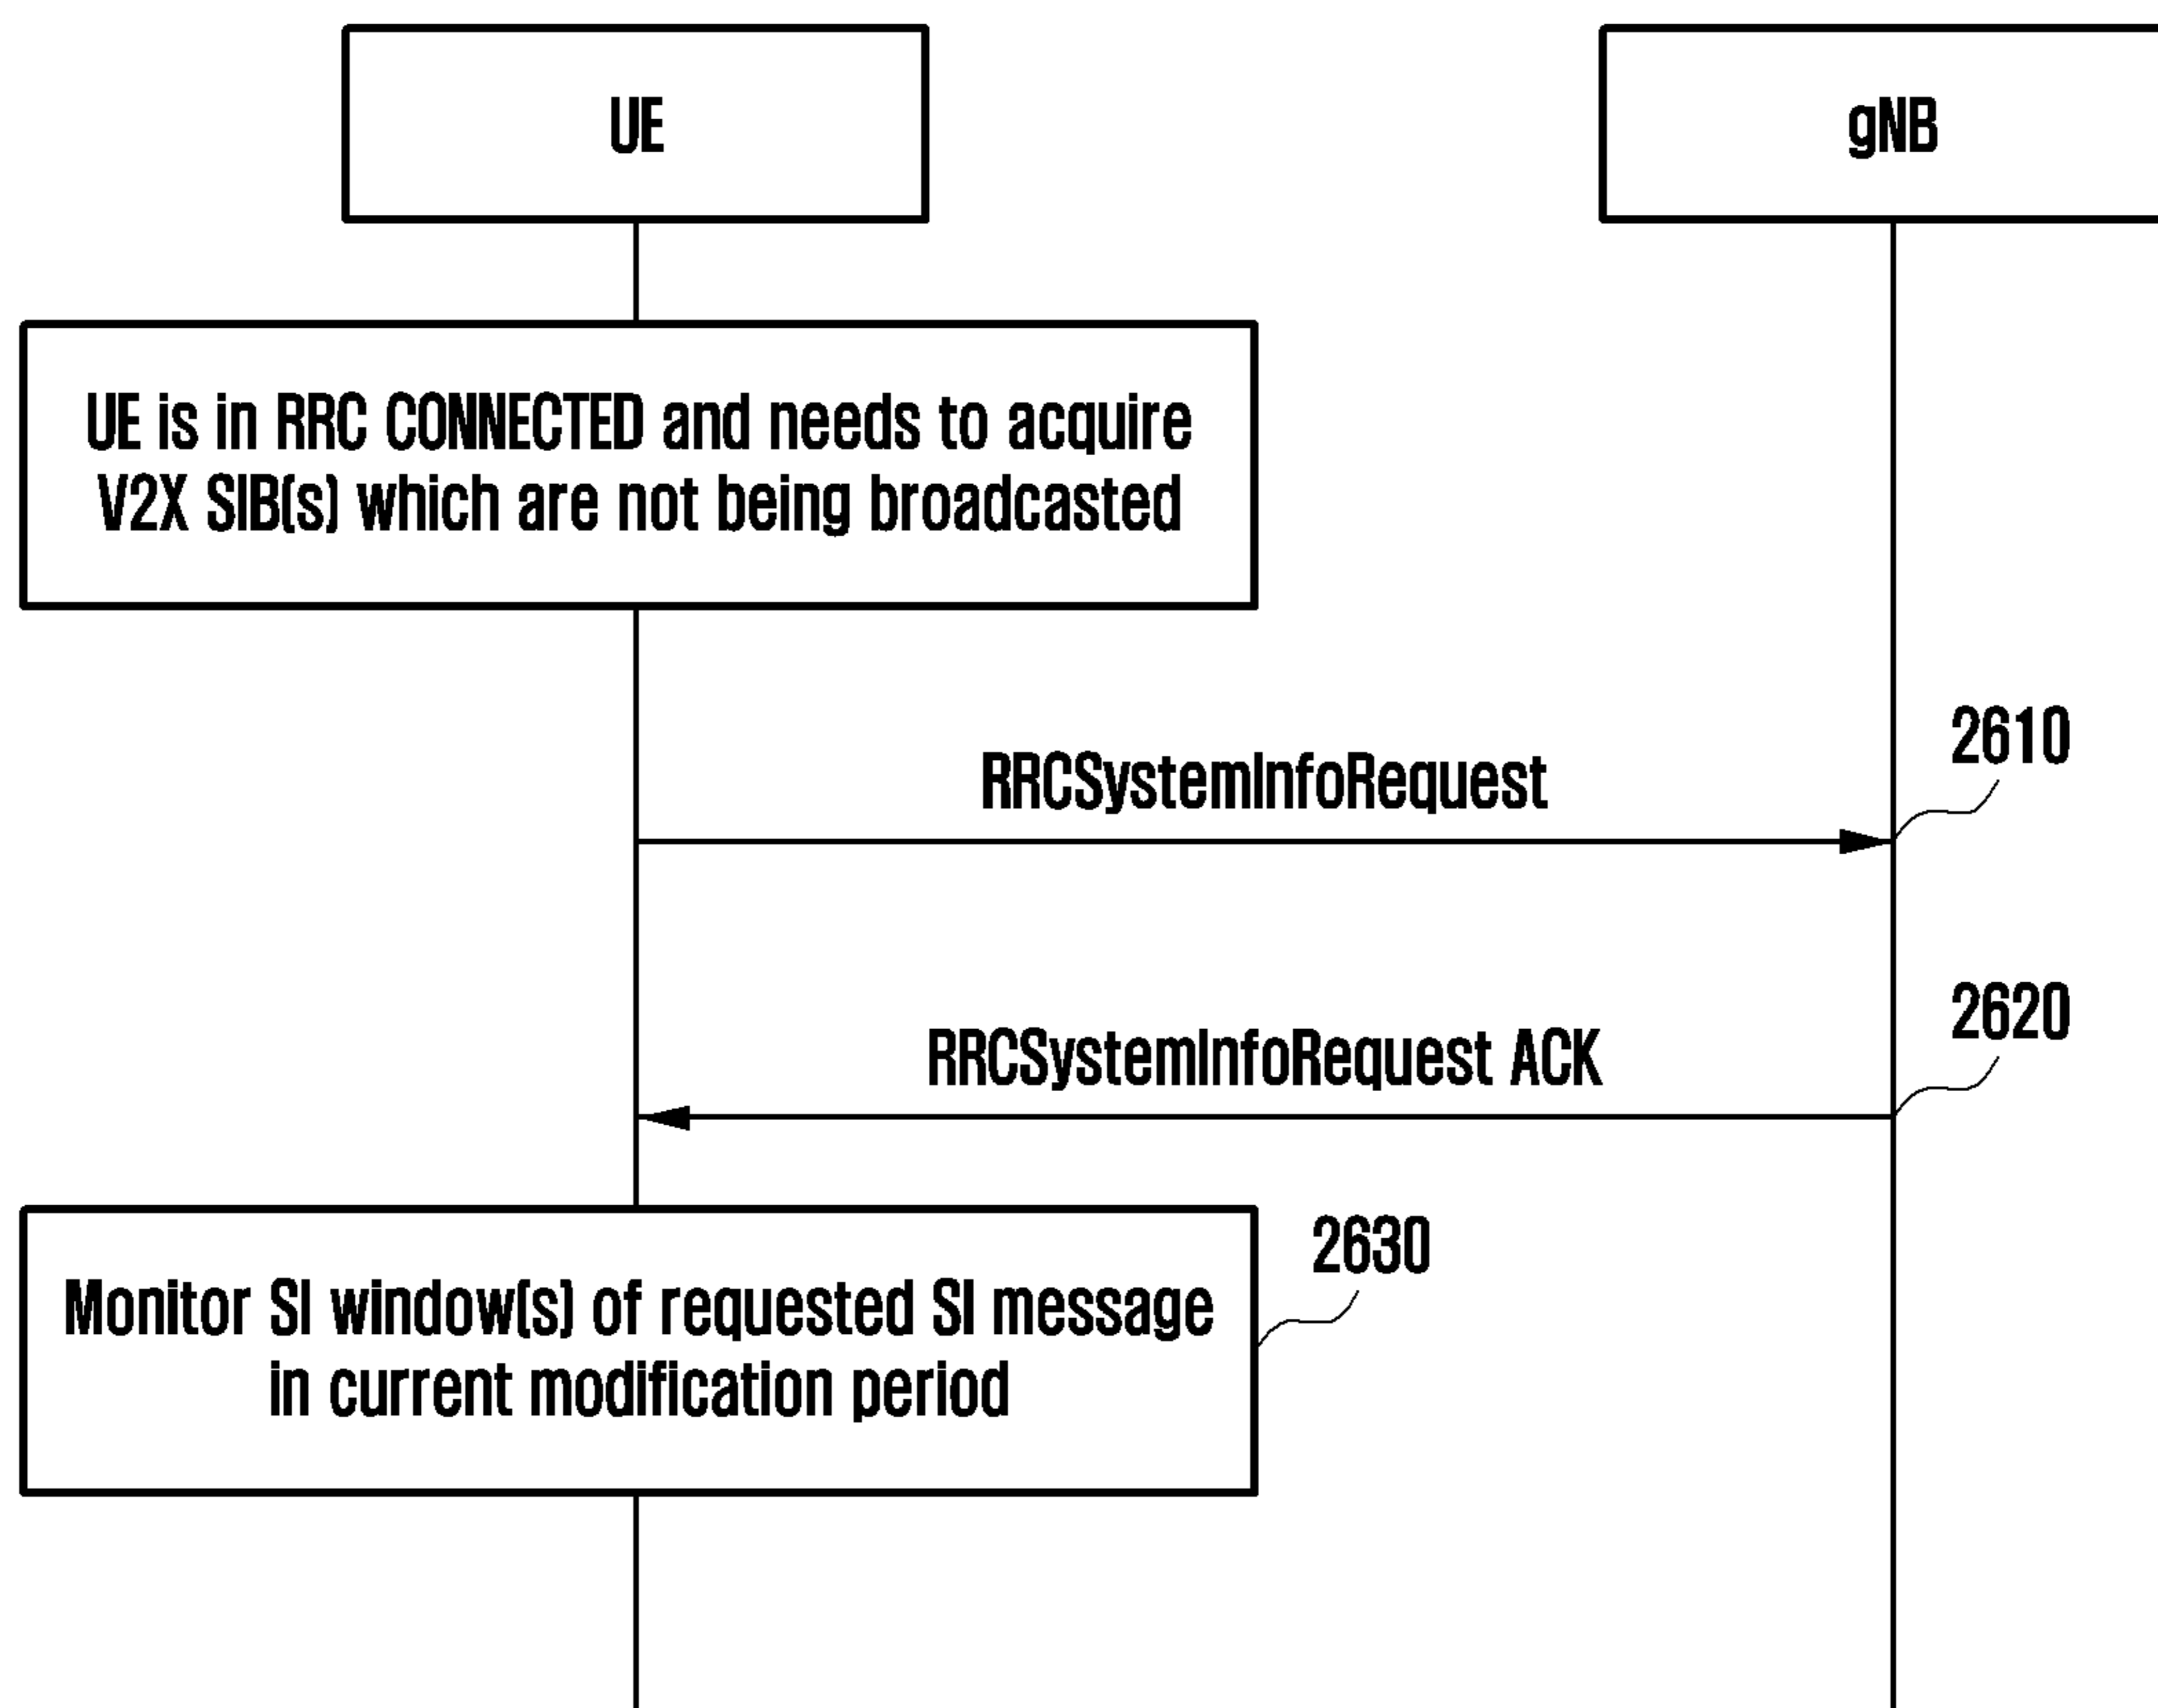 UE
gNB
UE is in RRC CONNECTED and needs to acquire
V2X SIB(s) which are not being broadcasted
RRCSystemInfoRequest
2610
RRCSystemInfoRequest ACK
2620
Monitor SI window(s) of requested SI message
in current modification period
2630